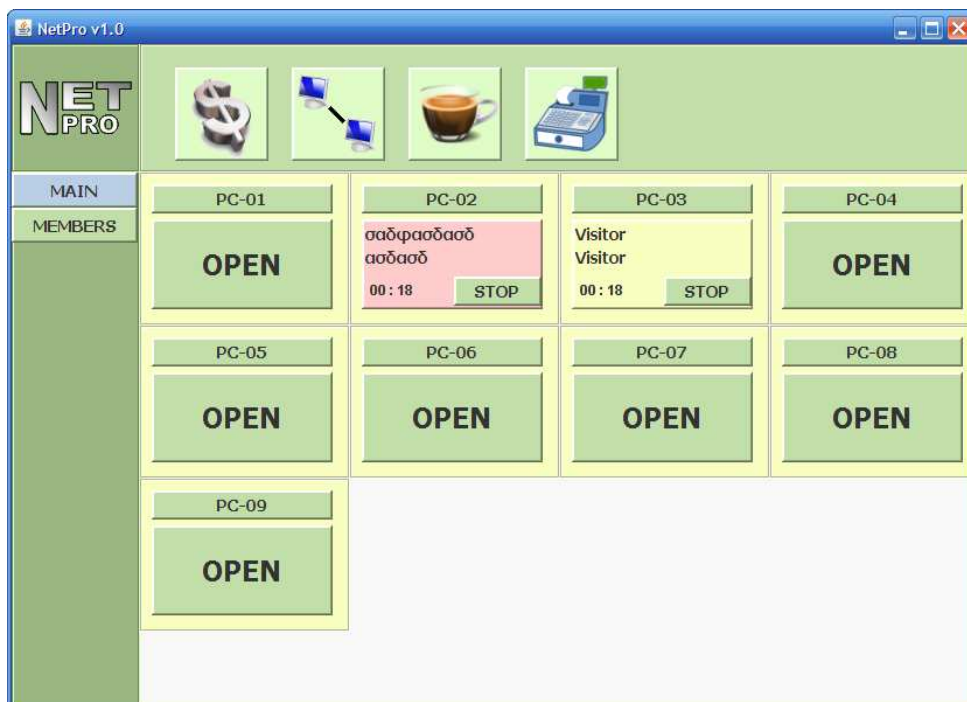 NetPro v1.0
NET
PRO
MAIN
MEMBERS
PC-01
OPEN
PC-02
σαδφασδασδ
ασδασδ
00:18 STOP
PC-03
Visitor
Visitor
00:18 STOP
PC-04
OPEN
PC-05
OPEN
PC-06
OPEN
PC-07
OPEN
PC-08
OPEN
PC-09
OPEN